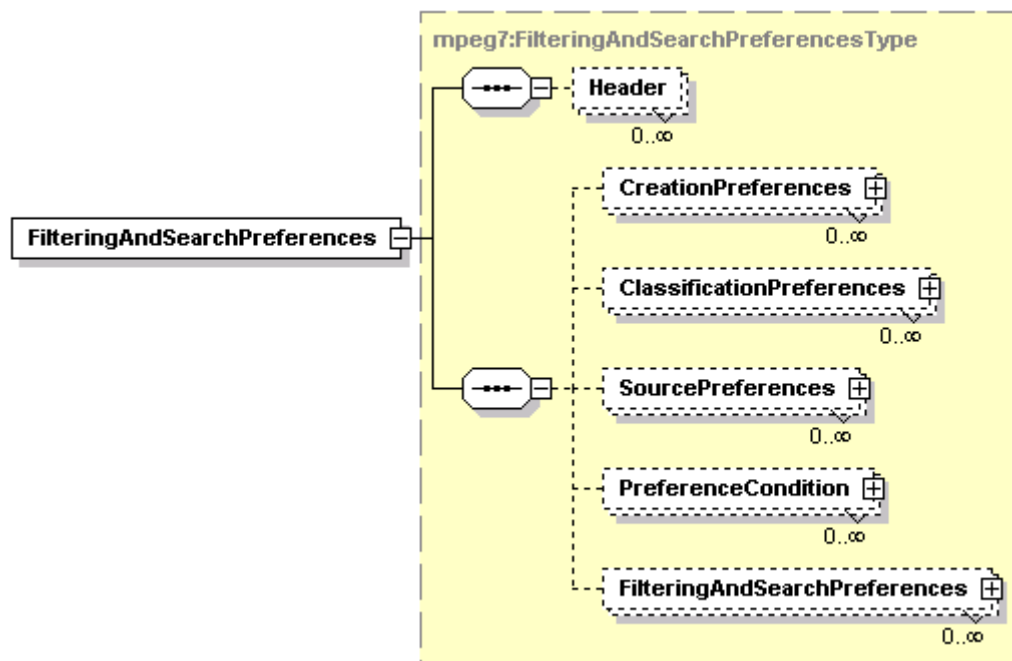 mpeg7:FilteringAndSearchPreferencesType
Header
0..∞
CreationPreferences
0..∞
FilteringAndSearchPreferences
ClassificationPreferences
0..∞
SourcePreferences
0..∞
PreferenceCondition
0..∞
FilteringAndSearchPreferences
0..∞